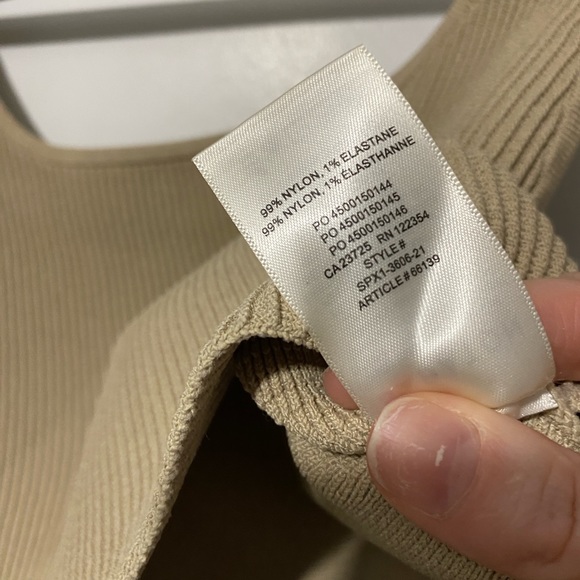 99% NYLON, 1% ELASTANE
99% NYLON, 1% ÉLASTHANNE
PO 4500150144
PO 4500150145
PO 4500150146
CA 23725 RN 122354
STYLE#
SPX1-3606-21
ARTICLE# 66139